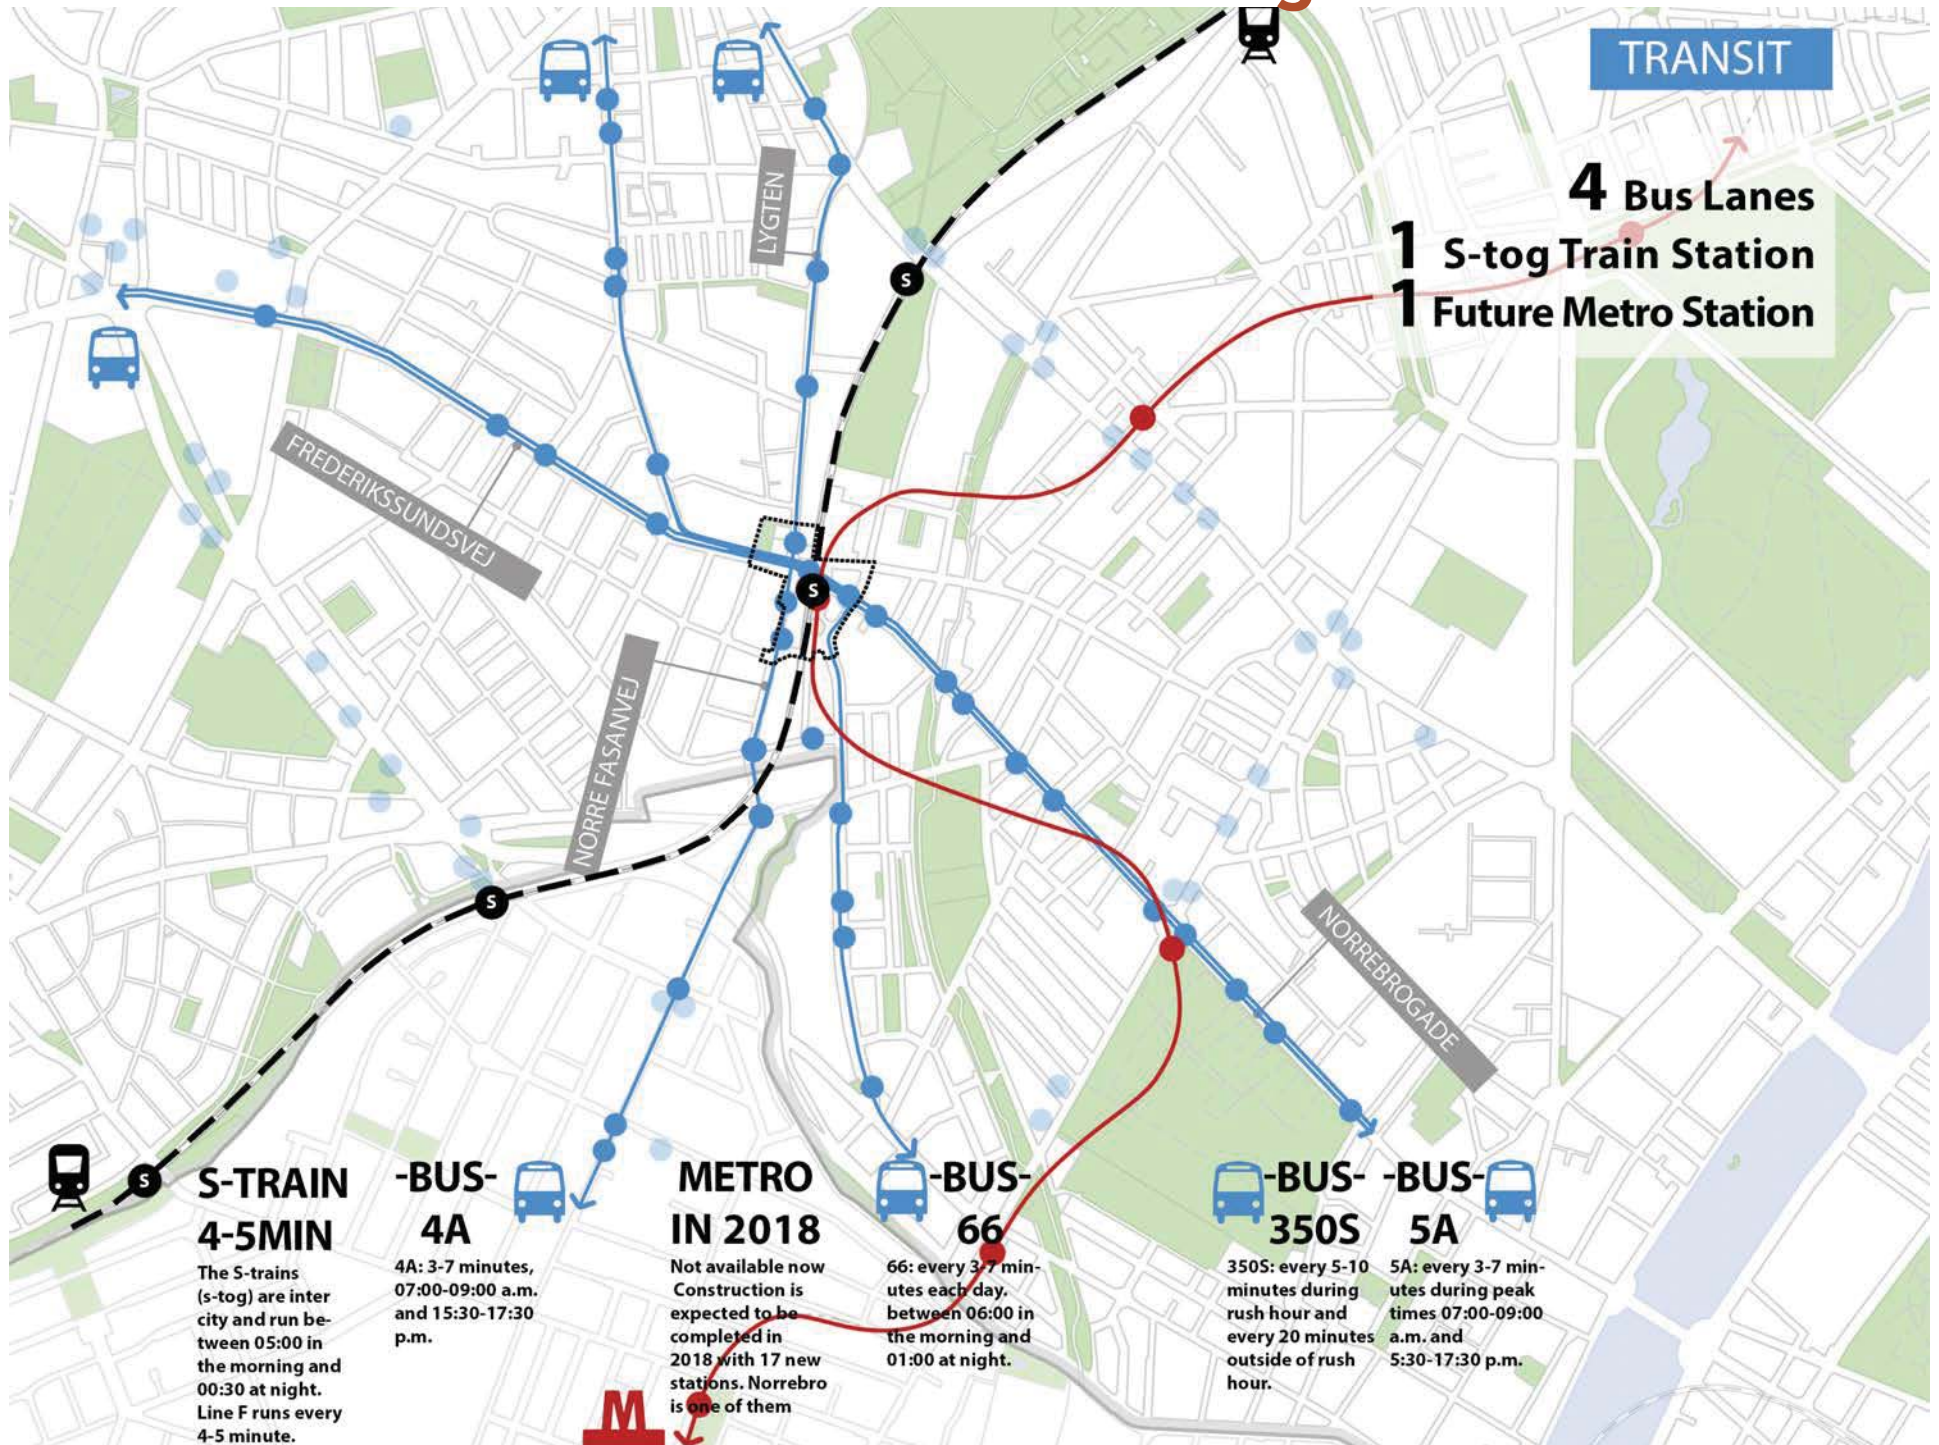 g
TRANSIT
4 Bus Lanes
1 S-tog Train Station
1 Future Metro Station
LYGTEN
S
FREDERIKSSUNDSVEJ
S
NORRE FASANVEJ
S
NORREBROGADE
S
S-TRAIN
4-5MIN
The S-trains
(s-tog) are inter
city and run be-
tween 05:00 in
the morning and
00:30 at night.
Line F runs every
4-5 minute.
-BUS-
4A
4A: 3-7 minutes,
07:00-09:00 a.m.
and 15:30-17:30
p.m.
METRO
IN 2018
Not available now
Construction is
expected to be
completed in
2018 with 17 new
stations. Norrebro
is one of them
M
-BUS-
66
66: every 3-7 min-
utes each day.
between 06:00 in
the morning and
01:00 at night.
-BUS-
350S
350S: every 5-10
minutes during
rush hour and
every 20 minutes
outside of rush
hour.
-BUS-
5A
5A: every 3-7 min-
utes during peak
times 07:00-09:00
a.m. and
5:30-17:30 p.m.